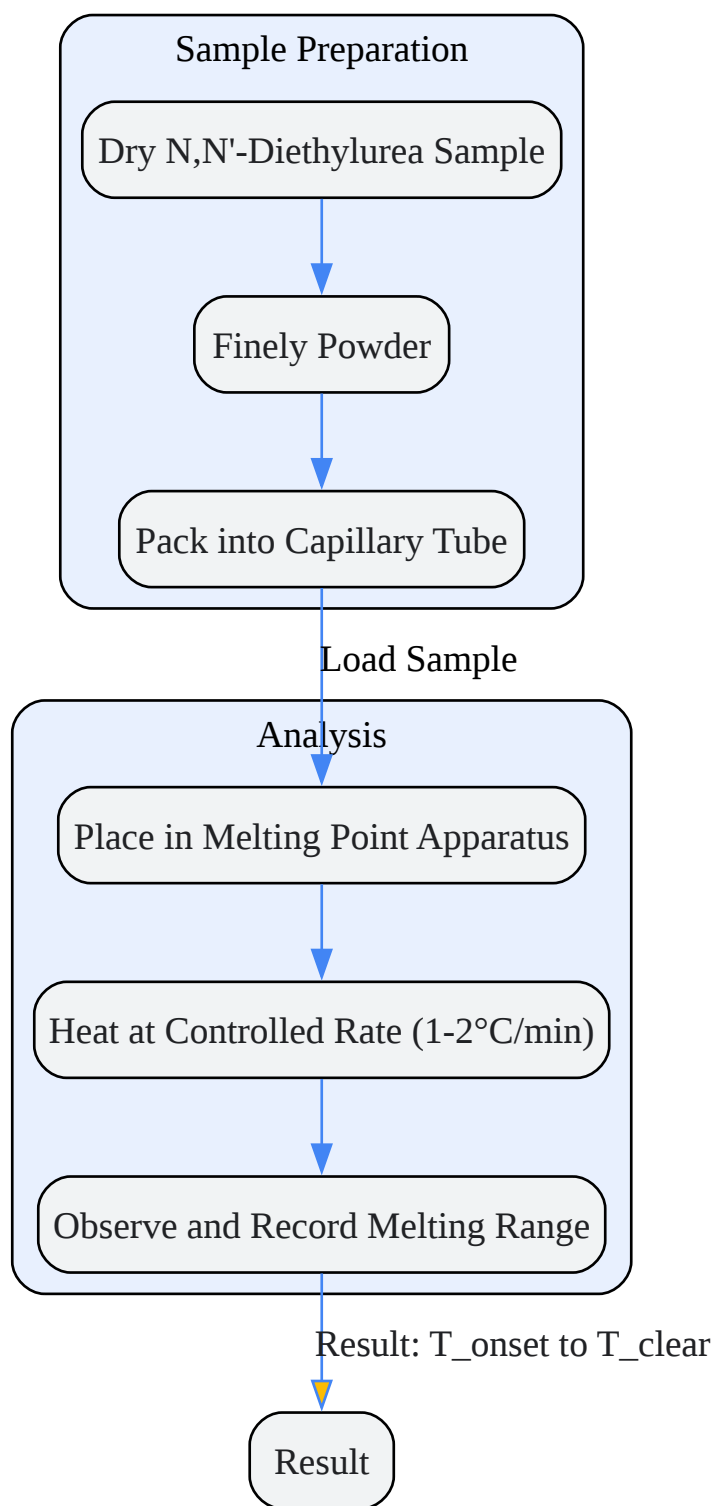 Sample Preparation
Dry N,N'-Diethylurea Sample
Finely Powder
Pack into Capillary Tube
Load Sample
Analysis
Place in Melting Point Apparatus
Heat at Controlled Rate (1-2°C/min)
Observe and Record Melting Range
Result: T_onset to T_clear
Result